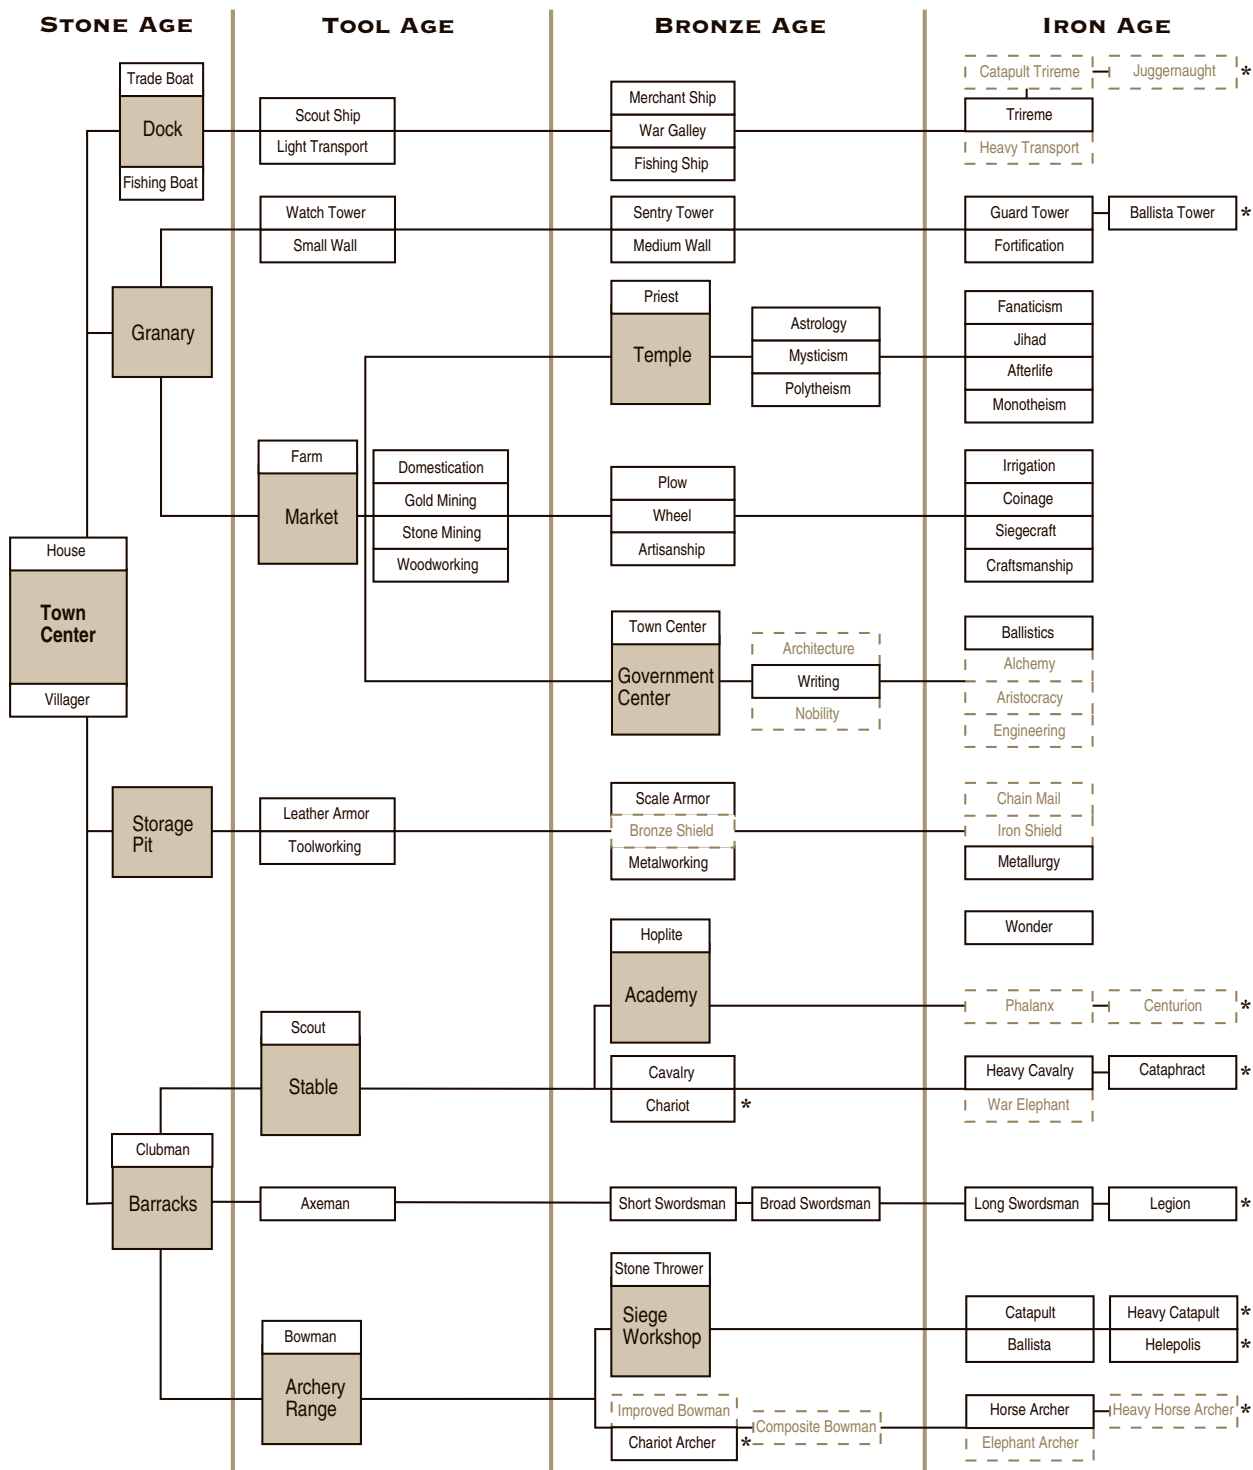 STONE AGE
TOOL AGE
BRONZE AGE
IRON AGE
Trade Boat
Dock
Fishing Boat
Scout Ship
Light Transport
Merchant Ship
War Galley
Fishing Ship
Catapult Trireme
Juggernaught
*
Trireme
Heavy Transport
Granary
Watch Tower
Small Wall
Sentry Tower
Medium Wall
Guard Tower
Ballista Tower
*
Fortification
Priest
Temple
Astrology
Mysticism
Polytheism
Fanaticism
Jihad
Afterlife
Monotheism
Farm
Market
Domestication
Gold Mining
Stone Mining
Woodworking
Plow
Wheel
Artisanship
Irrigation
Coinage
Siegecraft
Craftsmanship
House
Town
Center
Villager
Town Center
Government
Center
Architecture
Writing
Nobility
Ballistics
Alchemy
Aristocracy
Engineering
Storage
Pit
Leather Armor
Toolworking
Scale Armor
Bronze Shield
Metalworking
Chain Mail
Iron Shield
Metallurgy
Wonder
Hoplite
Academy
Phalanx
Centurion
*
Scout
Stable
Cavalry
Chariot
*
Heavy Cavalry
Cataphract
*
War Elephant
Clubman
Barracks
Axeman
Short Swordsman
Broad Swordsman
Long Swordsman
Legion
*
Stone Thrower
Siege
Workshop
Catapult
Heavy Catapult
*
Ballista
Helepolis
*
Bowman
Archery
Range
Improved Bowman
Chariot Archer
*
Composite Bowman
Horse Archer
Heavy Horse Archer
*
Elephant Archer